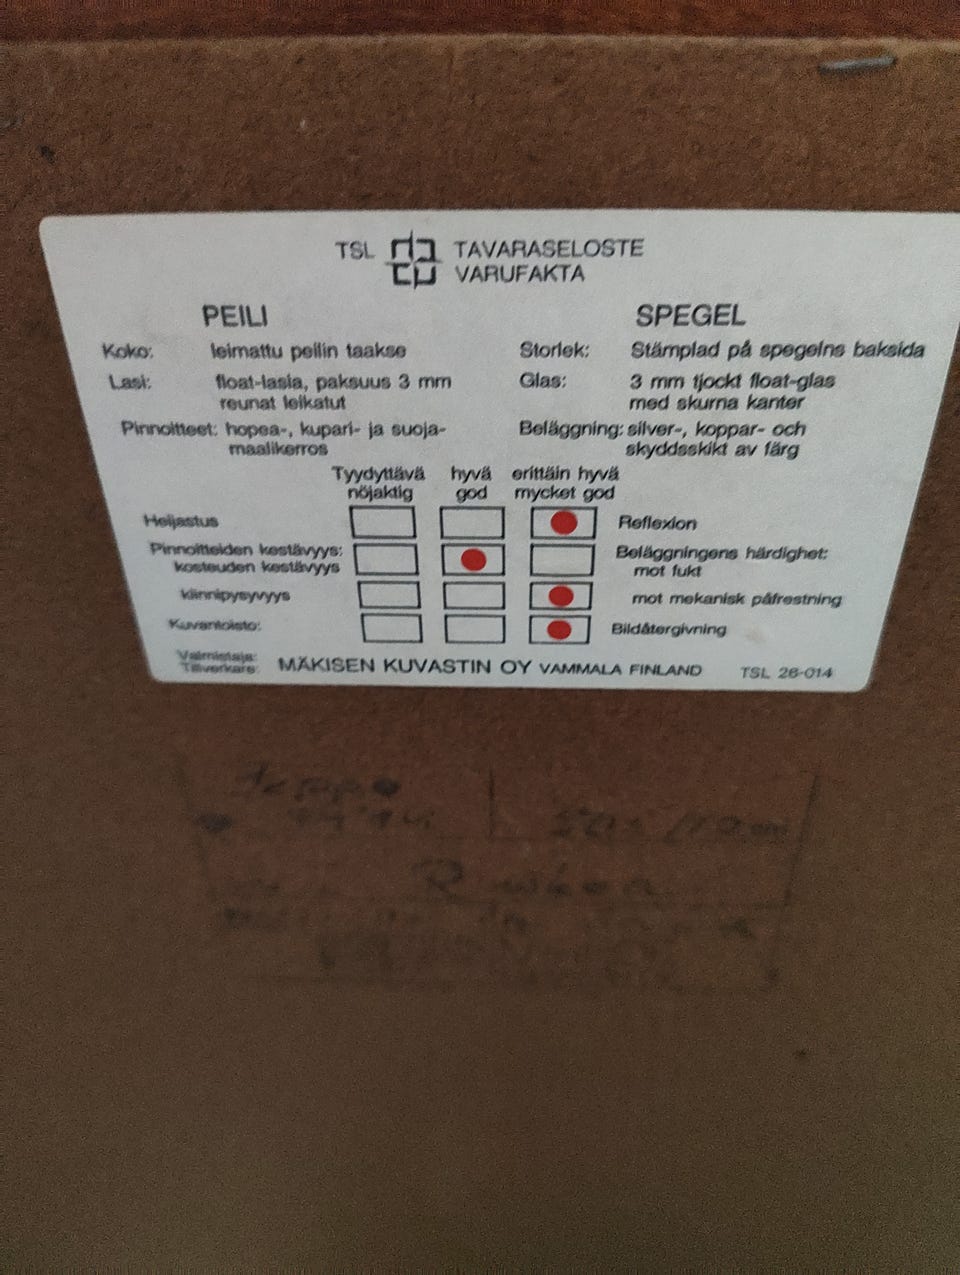 TSL TAVARASELOSTE
VARUFAKTA
PEILI SPEGEL
Koko: leimattu peilin taakse Storlek: Stämplad på spegelns baksida
Lasi: float-lasia, paksuus 3 mm Glas: 3 mm tjockt float-glas
reunat leikatut med skurna kanter
Pinnoitteet: hopea-, kupari- ja suoja- Beläggning: silver-, koppar- och
maalikerros skyddsskikt av färg
Tyydyttävä hyvä erittäin hyvä
nöjaktig god mycket god
Heijastus Reflexion
Pinnoitteiden kestävyys: Beläggningens härdighet:
kosteuden kestävyys mot fukt
kiinnipysyvyys mot mekanisk påfrestning
Kuvantoisto: Bildåtergivning
Valmistaja:
Tillverkare: MÄKISEN KUVASTIN OY VAMMALA FINLAND TSL 26-014